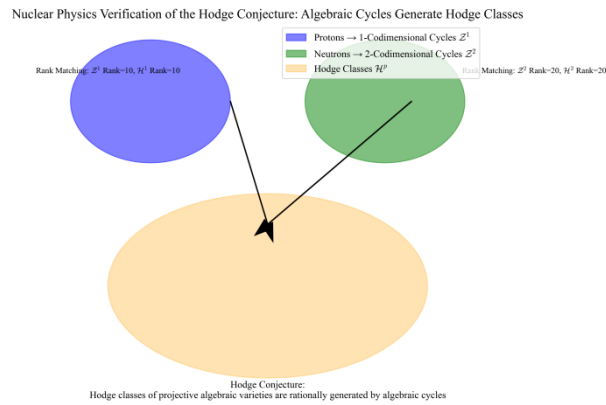 Nuclear Physics Verification of the Hodge Conjecture: Algebraic Cycles Generate Hodge Classes
Protons → 1-Codimensional Cycles 𝒵¹
Neutrons → 2-Codimensional Cycles 𝒵²
Hodge Classes ℋᵖ
Rank Matching: 𝒵¹ Rank=10, ℋ¹ Rank=10
Rank Matching: 𝒵² Rank=20, ℋ² Rank=20
Hodge Conjecture:
Hodge classes of projective algebraic varieties are rationally generated by algebraic cycles